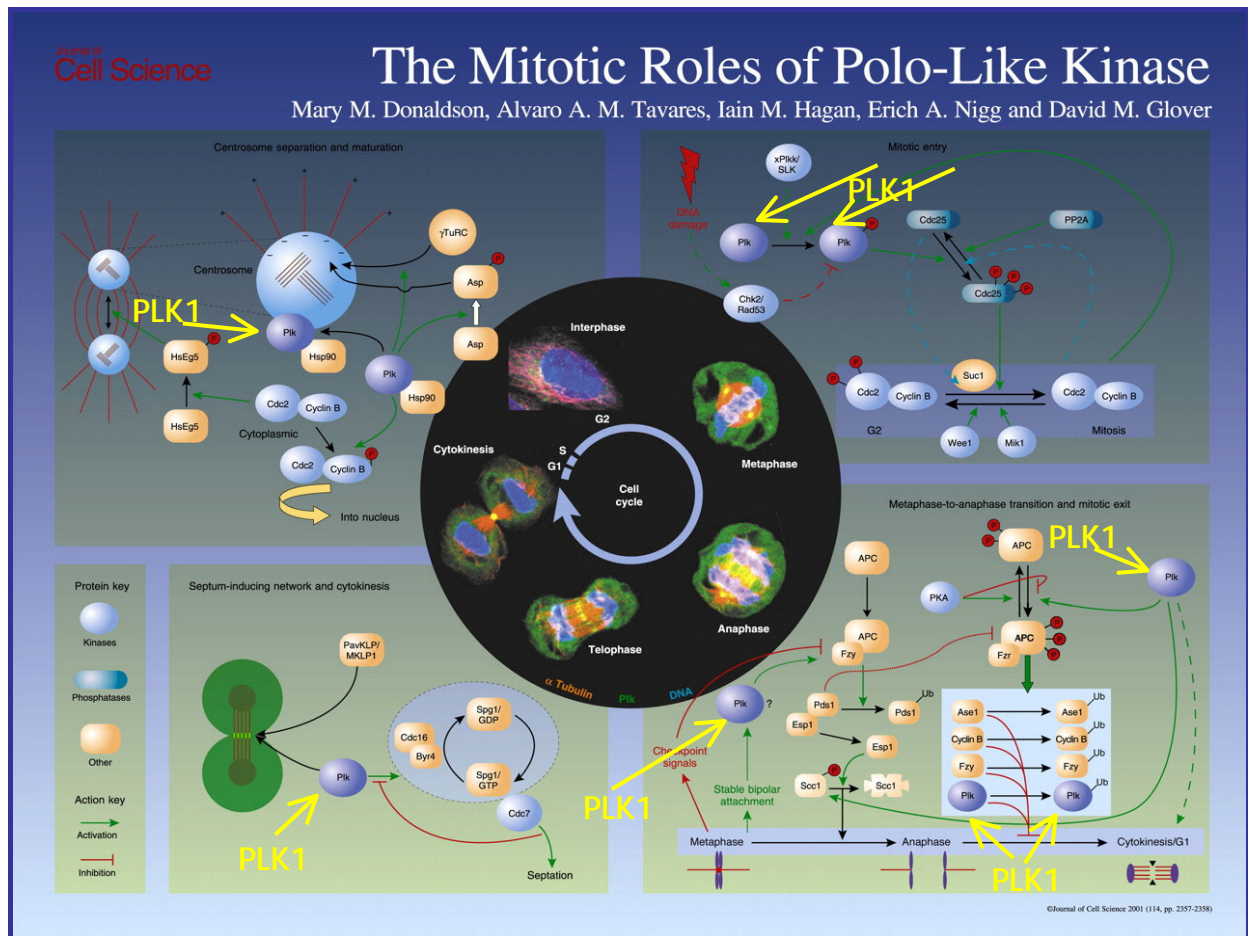 Journal of
Cell Science
The Mitotic Roles of Polo-Like Kinase
Mary M. Donaldson, Alvaro A. M. Tavares, Iain M. Hagan, Erich A. Nigg and David M. Glover
Centrosome separation and maturation
+
+
+
+
+
γTuRC
Centrosome
P
Asp
PLK1
Plk
Hsp90
Asp
P
HsEg5
Plk
Hsp90
HsEg5
Cdc2
Cyclin B
Cytoplasmic
P
Cdc2
Cyclin B
Into nucleus
Mitotic entry
xPlkk/
SLK
PLK1
DNA
damage
Plk
P
Plk
Cdc25
P
PP2A
P
P
P
Cdc25
Chk2/
Rad53
P
P
Cdc2
Cyclin B
Suc1
Cdc2
Cyclin B
G2
Wee1
Mik1
Mitosis
Interphase
G2
S
G1
Cytokinesis
Metaphase
Cell
cycle
Anaphase
Telophase
α Tubulin
Plk
DNA
Protein key
Kinases
Phosphatases
Other
Action key
Activation
Inhibition
Septum-inducing network and cytokinesis
PavKLP/
MKLP1
Spg1/
GDP
Cdc16
Byr4
Plk
Spg1/
GTP
Cdc7
PLK1
Septation
Metaphase-to-anaphase transition and mitotic exit
P
P
APC
PLK1
APC
Plk
PKA
P
APC
Fzy
APC
Fzr
P
P
P
Plk
?
Pds1
Esp1
Ub
Pds1
Ase1
Ub
Ase1
Checkpoint
signals
Esp1
Cyclin B
Ub
Cyclin B
Fzy
Ub
Fzy
P
Scc1
Scc1
PLK1
Stable bipolar
attachment
Plk
Ub
Plk
Metaphase
Anaphase
Cytokinesis/G1
PLK1
©Journal of Cell Science 2001 (114, pp. 2357-2358)